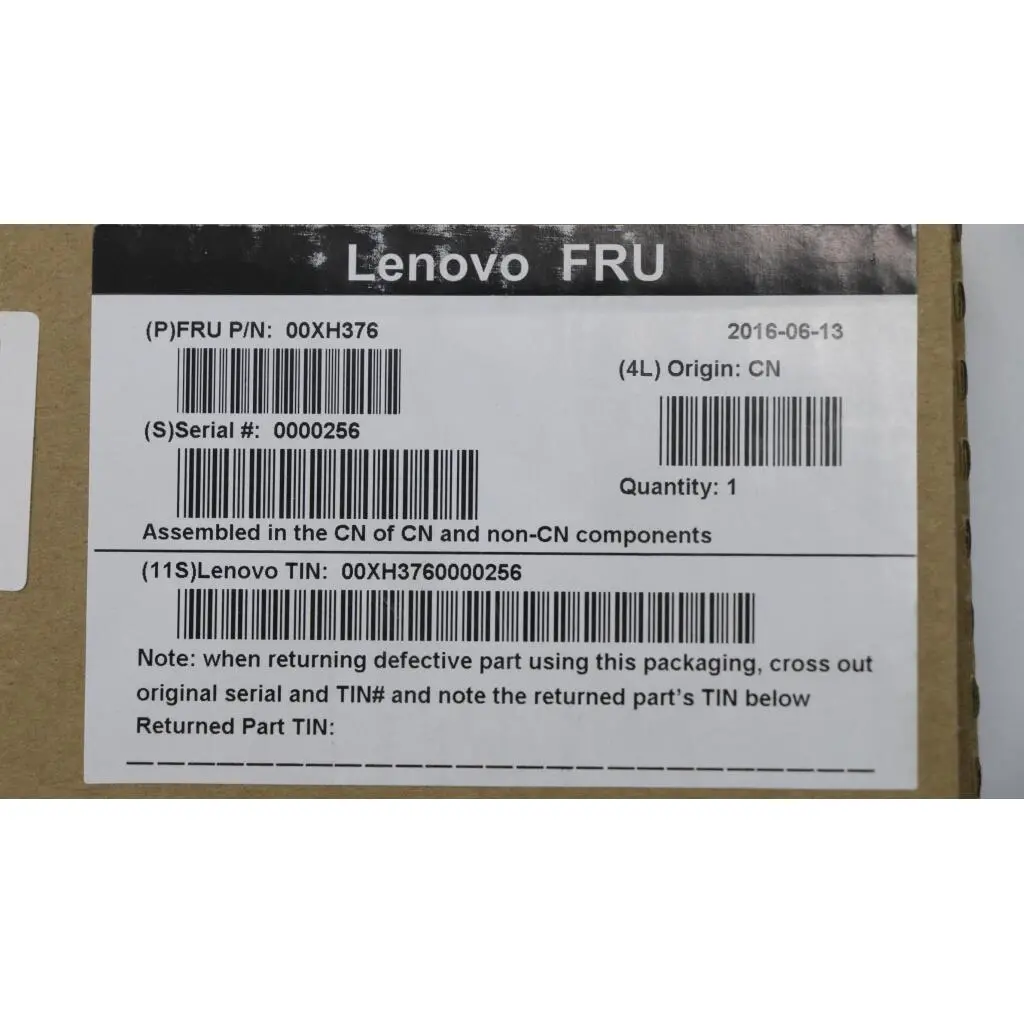 Lenovo FRU
(P)FRU P/N: 00XH376
2016-06-13
(4L) Origin: CN
(S)Serial #: 0000256
Quantity: 1
Assembled in the CN of CN and non-CN components
(11S)Lenovo TIN: 00XH3760000256
Note: when returning defective part using this packaging, cross out
original serial and TIN# and note the returned part's TIN below
Returned Part TIN: